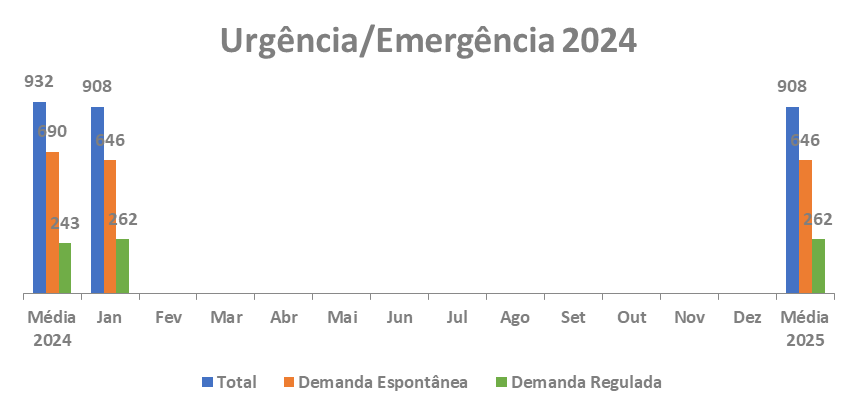 Urgência/Emergência 2024
932
690
243
908
646
262
908
646
262
Média 2024
Jan
Fev
Mar
Abr
Mai
Jun
Jul
Ago
Set
Out
Nov
Dez
Média 2025
Total
Demanda Espontânea
Demanda Regulada